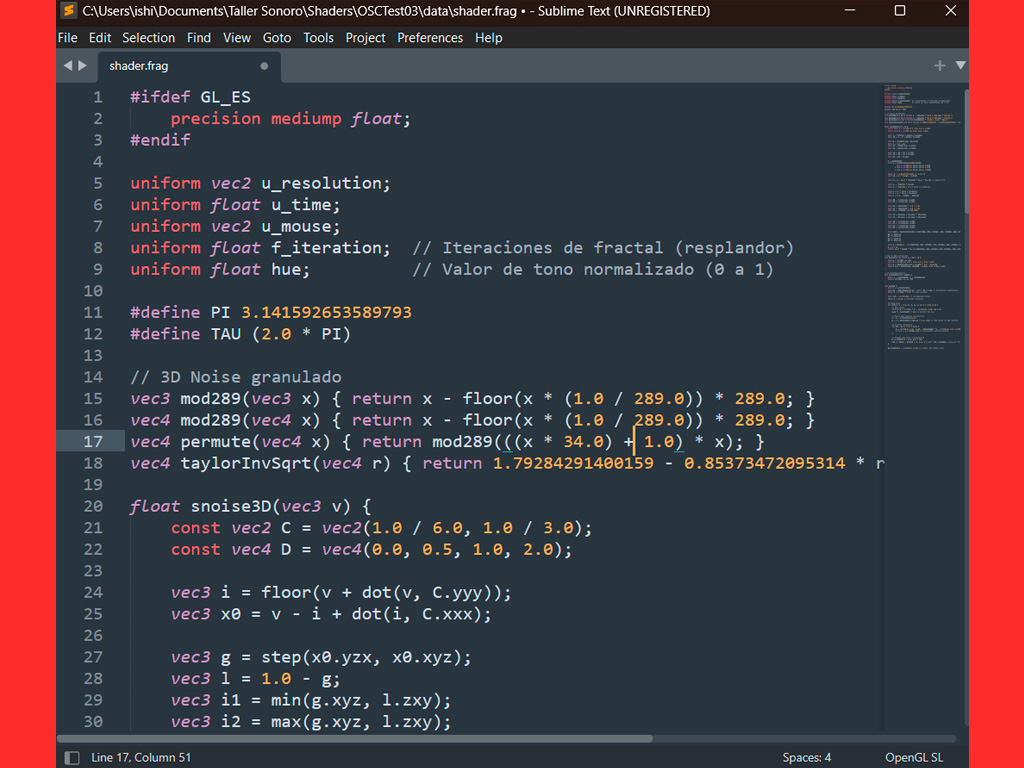 C:\Users\ishi\Documents\Taller Sonoro\Shaders\OSCTest03\data\shader.frag • - Sublime Text (UNREGISTERED)
File Edit Selection Find View Goto Tools Project Preferences Help
shader.frag
1 #ifdef GL_ES
2     precision mediump float;
3 #endif
4
5 uniform vec2 u_resolution;
6 uniform float u_time;
7 uniform vec2 u_mouse;
8 uniform float f_iteration;  // Iteraciones de fractal (resplandor)
9 uniform float hue;          // Valor de tono normalizado (0 a 1)
10
11 #define PI 3.141592653589793
12 #define TAU (2.0 * PI)
13
14 // 3D Noise granulado
15 vec3 mod289(vec3 x) { return x - floor(x * (1.0 / 289.0)) * 289.0; }
16 vec4 mod289(vec4 x) { return x - floor(x * (1.0 / 289.0)) * 289.0; }
17 vec4 permute(vec4 x) { return mod289(((x * 34.0) + 1.0) * x); }
18 vec4 taylorInvSqrt(vec4 r) { return 1.79284291400159 - 0.85373472095314 * r
19
20 float snoise3D(vec3 v) {
21     const vec2 C = vec2(1.0 / 6.0, 1.0 / 3.0);
22     const vec4 D = vec4(0.0, 0.5, 1.0, 2.0);
23
24     vec3 i = floor(v + dot(v, C.yyy));
25     vec3 x0 = v - i + dot(i, C.xxx);
26
27     vec3 g = step(x0.yzx, x0.xyz);
28     vec3 l = 1.0 - g;
29     vec3 i1 = min(g.xyz, l.zxy);
30     vec3 i2 = max(g.xyz, l.zxy);
Line 17, Column 51 Spaces: 4 OpenGL SL